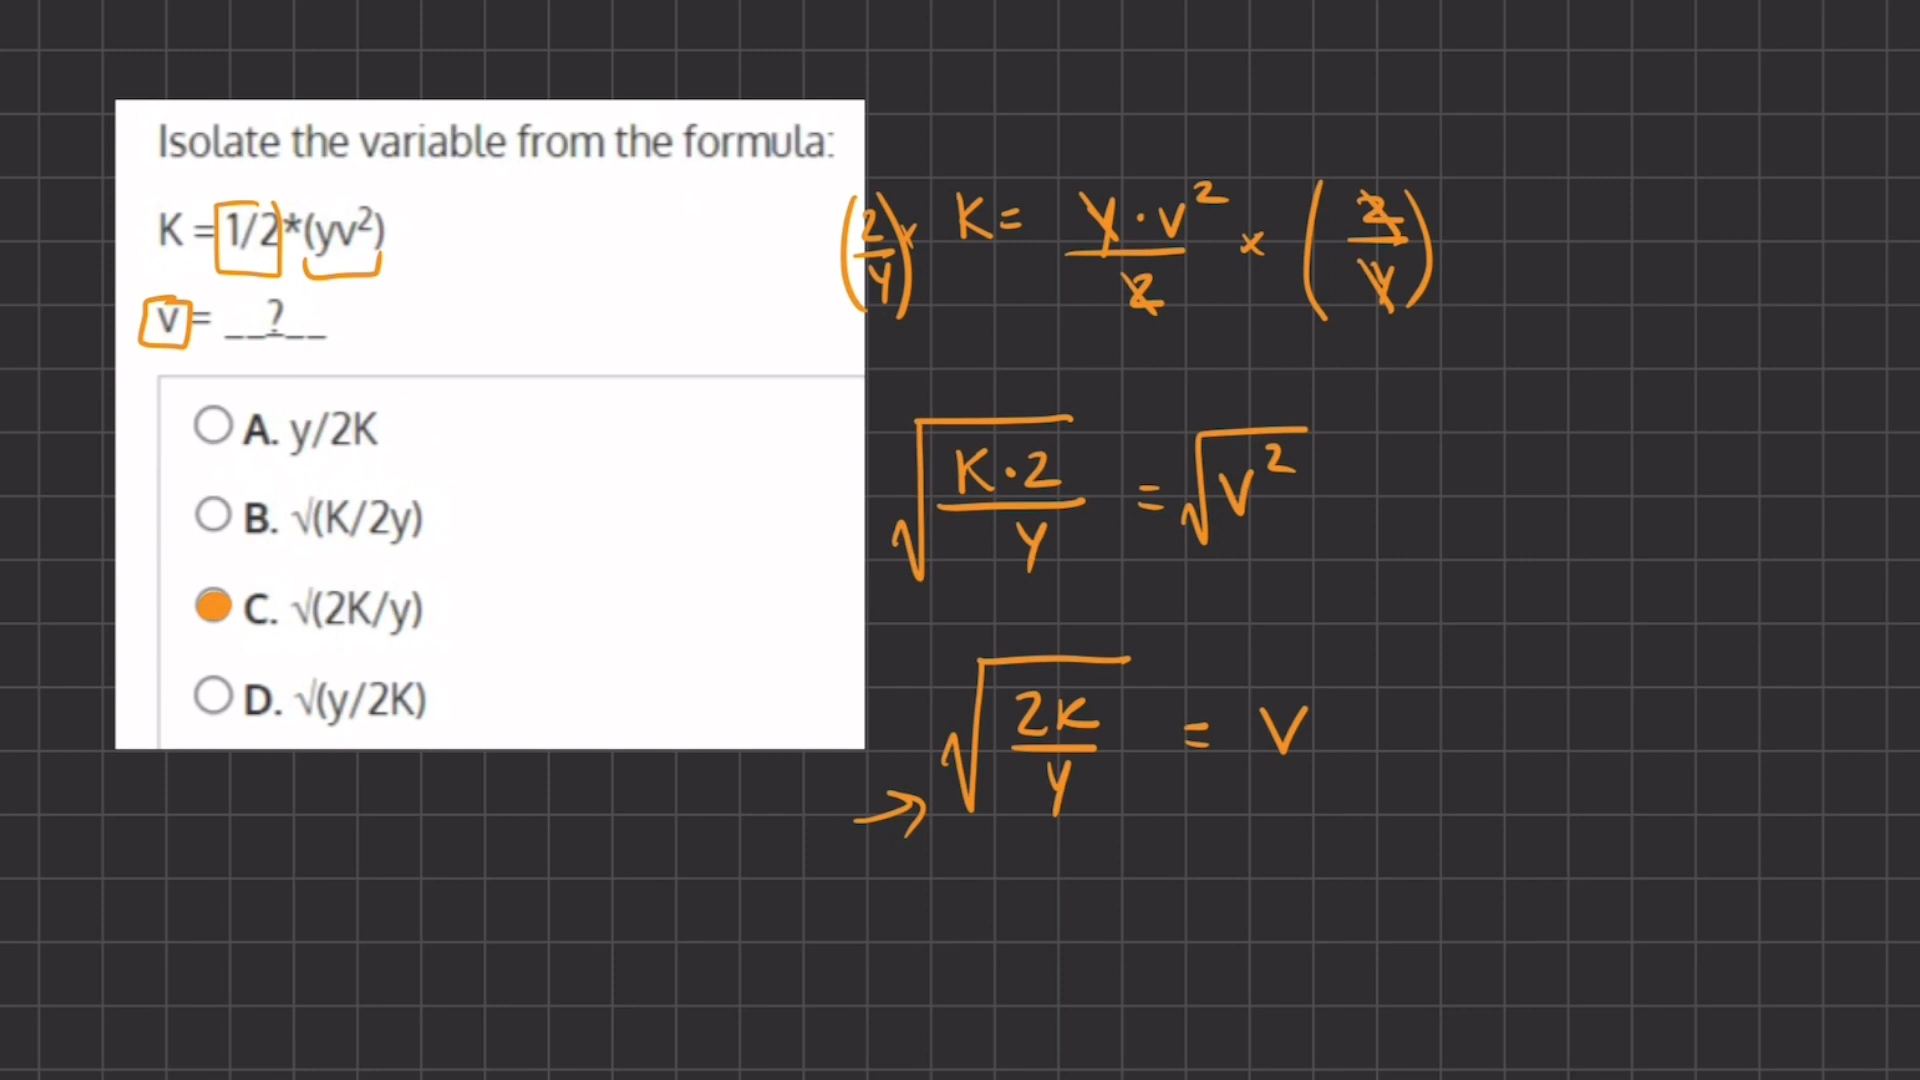 Isolate the variable from the formula:
K = 1/2*(yv²)
v = __?__
A. y/2K
B. √(K/2y)
C. √(2K/y)
D. √(y/2K)
(2/y) × K = y · v²/2 × (2/y)
√(K · 2/y) = √v²
→ √(2K/y) = v